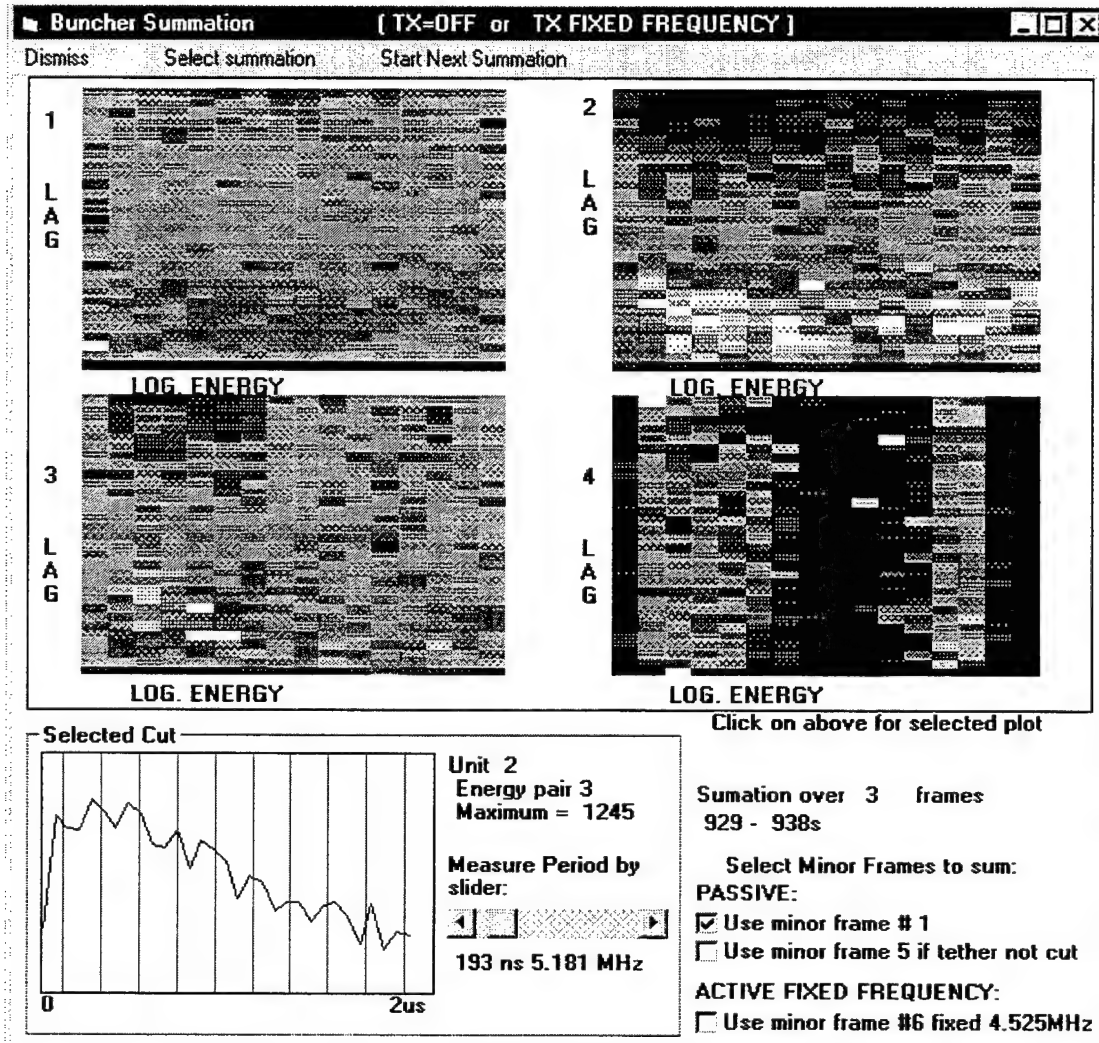 Buncher Summation [ TX=OFF or TX FIXED FREQUENCY ]
Dismiss Select summation Start Next Summation
1
LAG
LOG. ENERGY
2
LAG
LOG. ENERGY
3
LAG
LOG. ENERGY
4
LAG
LOG. ENERGY
Click on above for selected plot
Selected Cut
0 2us
Unit 2
Energy pair 3
Maximum = 1245
Measure Period by
slider:
193 ns 5.181 MHz
Sumation over 3 frames
929 - 938s
Select Minor Frames to sum:
PASSIVE:
Use minor frame # 1
Use minor frame 5 if tether not cut
ACTIVE FIXED FREQUENCY:
Use minor frame #6 fixed 4.525MHz